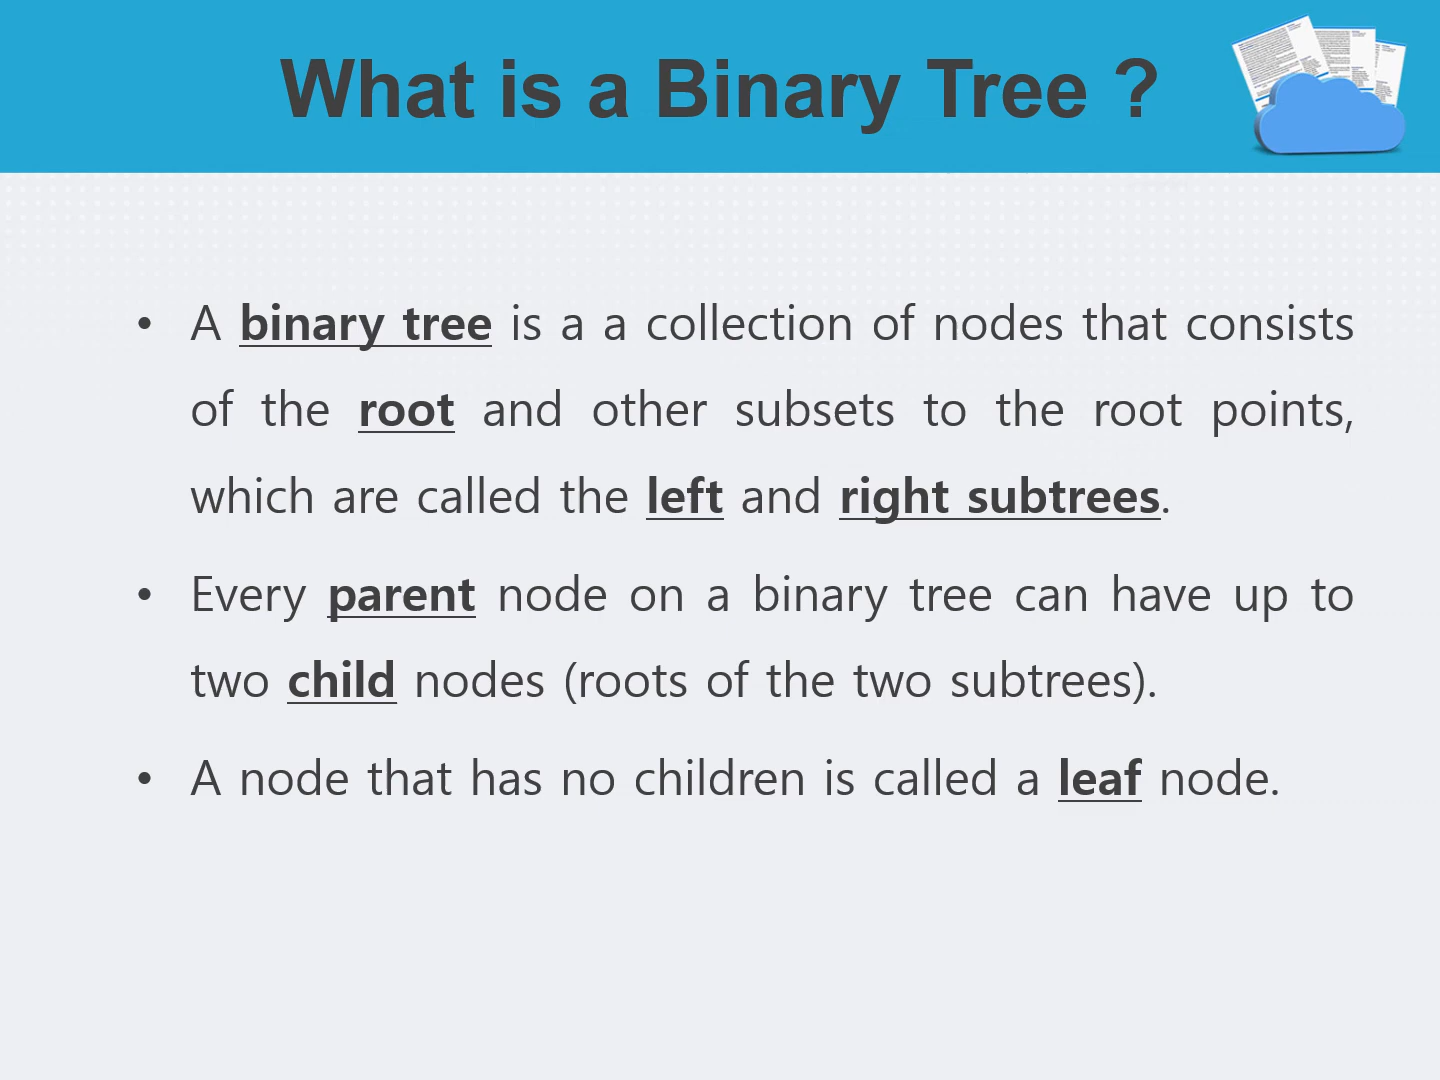 What is a Binary Tree ?
• A binary tree is a a collection of nodes that consists
of the root and other subsets to the root points,
which are called the left and right subtrees.
• Every parent node on a binary tree can have up to
two child nodes (roots of the two subtrees).
• A node that has no children is called a leaf node.